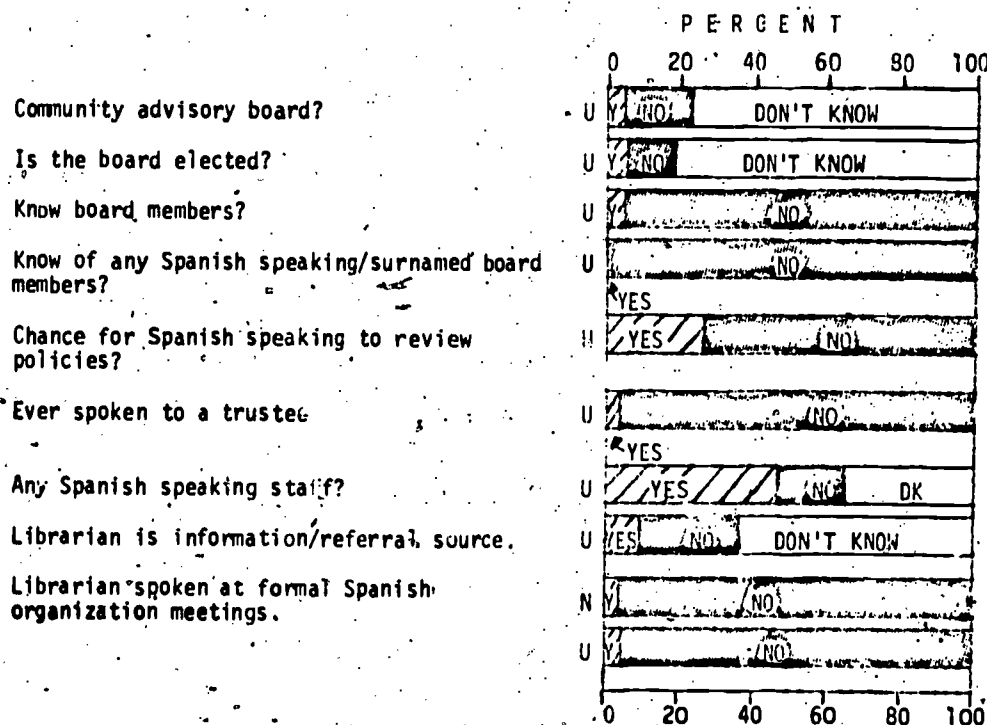 PERCENT
0 20 40 60 80 100
Community advisory board? U Y NO DON'T KNOW
Is the board elected? U Y NO DON'T KNOW
Know board members? U Y NO
Know of any Spanish speaking/surnamed board U NO
members?
YES
Chance for Spanish speaking to review U YES NO
policies?
Ever spoken to a trustee U NO
YES
Any Spanish speaking staff? U YES NO DK
Librarian is information/referral source. U YES NO DON'T KNOW
Librarian spoken at formal Spanish N Y NO *
organization meetings.
U Y NO
0 20 40 60 80 100